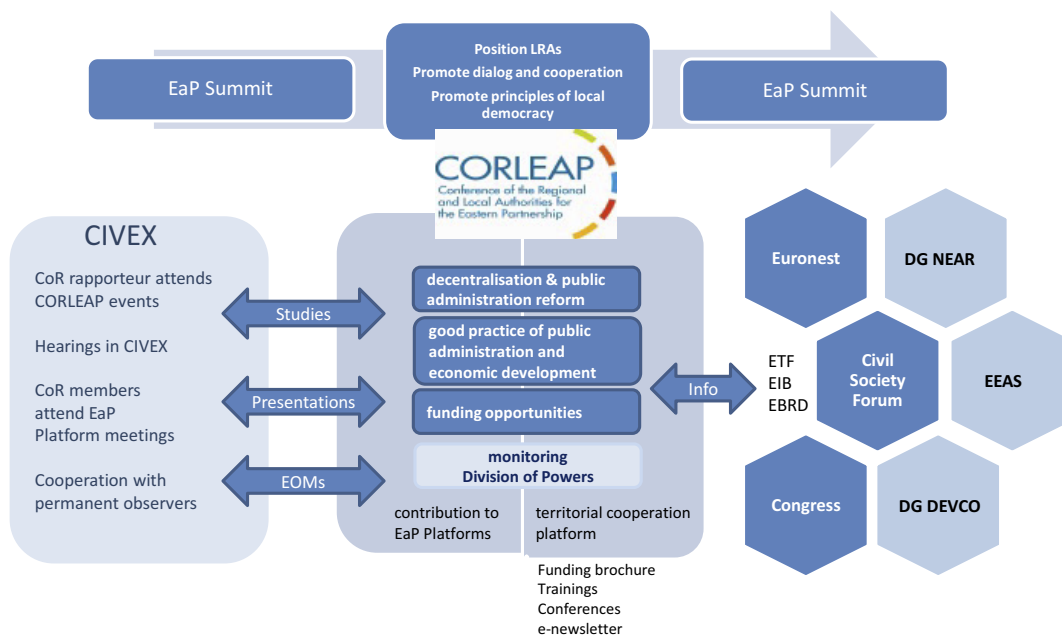 Position LRAs
Promote dialog and cooperation
Promote principles of local
democracy
EaP Summit
EaP Summit
CORLEAP
Conference of the Regional
and Local Authorities for
the Eastern Partnership
CIVEX
CoR rapporteur attends
CORLEAP events
Hearings in CIVEX
CoR members
attend EaP
Platform meetings
Cooperation with
permanent observers
Studies
Presentations
EOMs
decentralisation & public
administration reform
good practice of public
administration and
economic development
funding opportunities
monitoring
Division of Powers
contribution to
EaP Platforms
territorial cooperation
platform
Funding brochure
Trainings
Conferences
e-newsletter
Info
ETF
EIB
EBRD
Euronest
DG NEAR
Civil
Society
Forum
EEAS
Congress
DG DEVCO